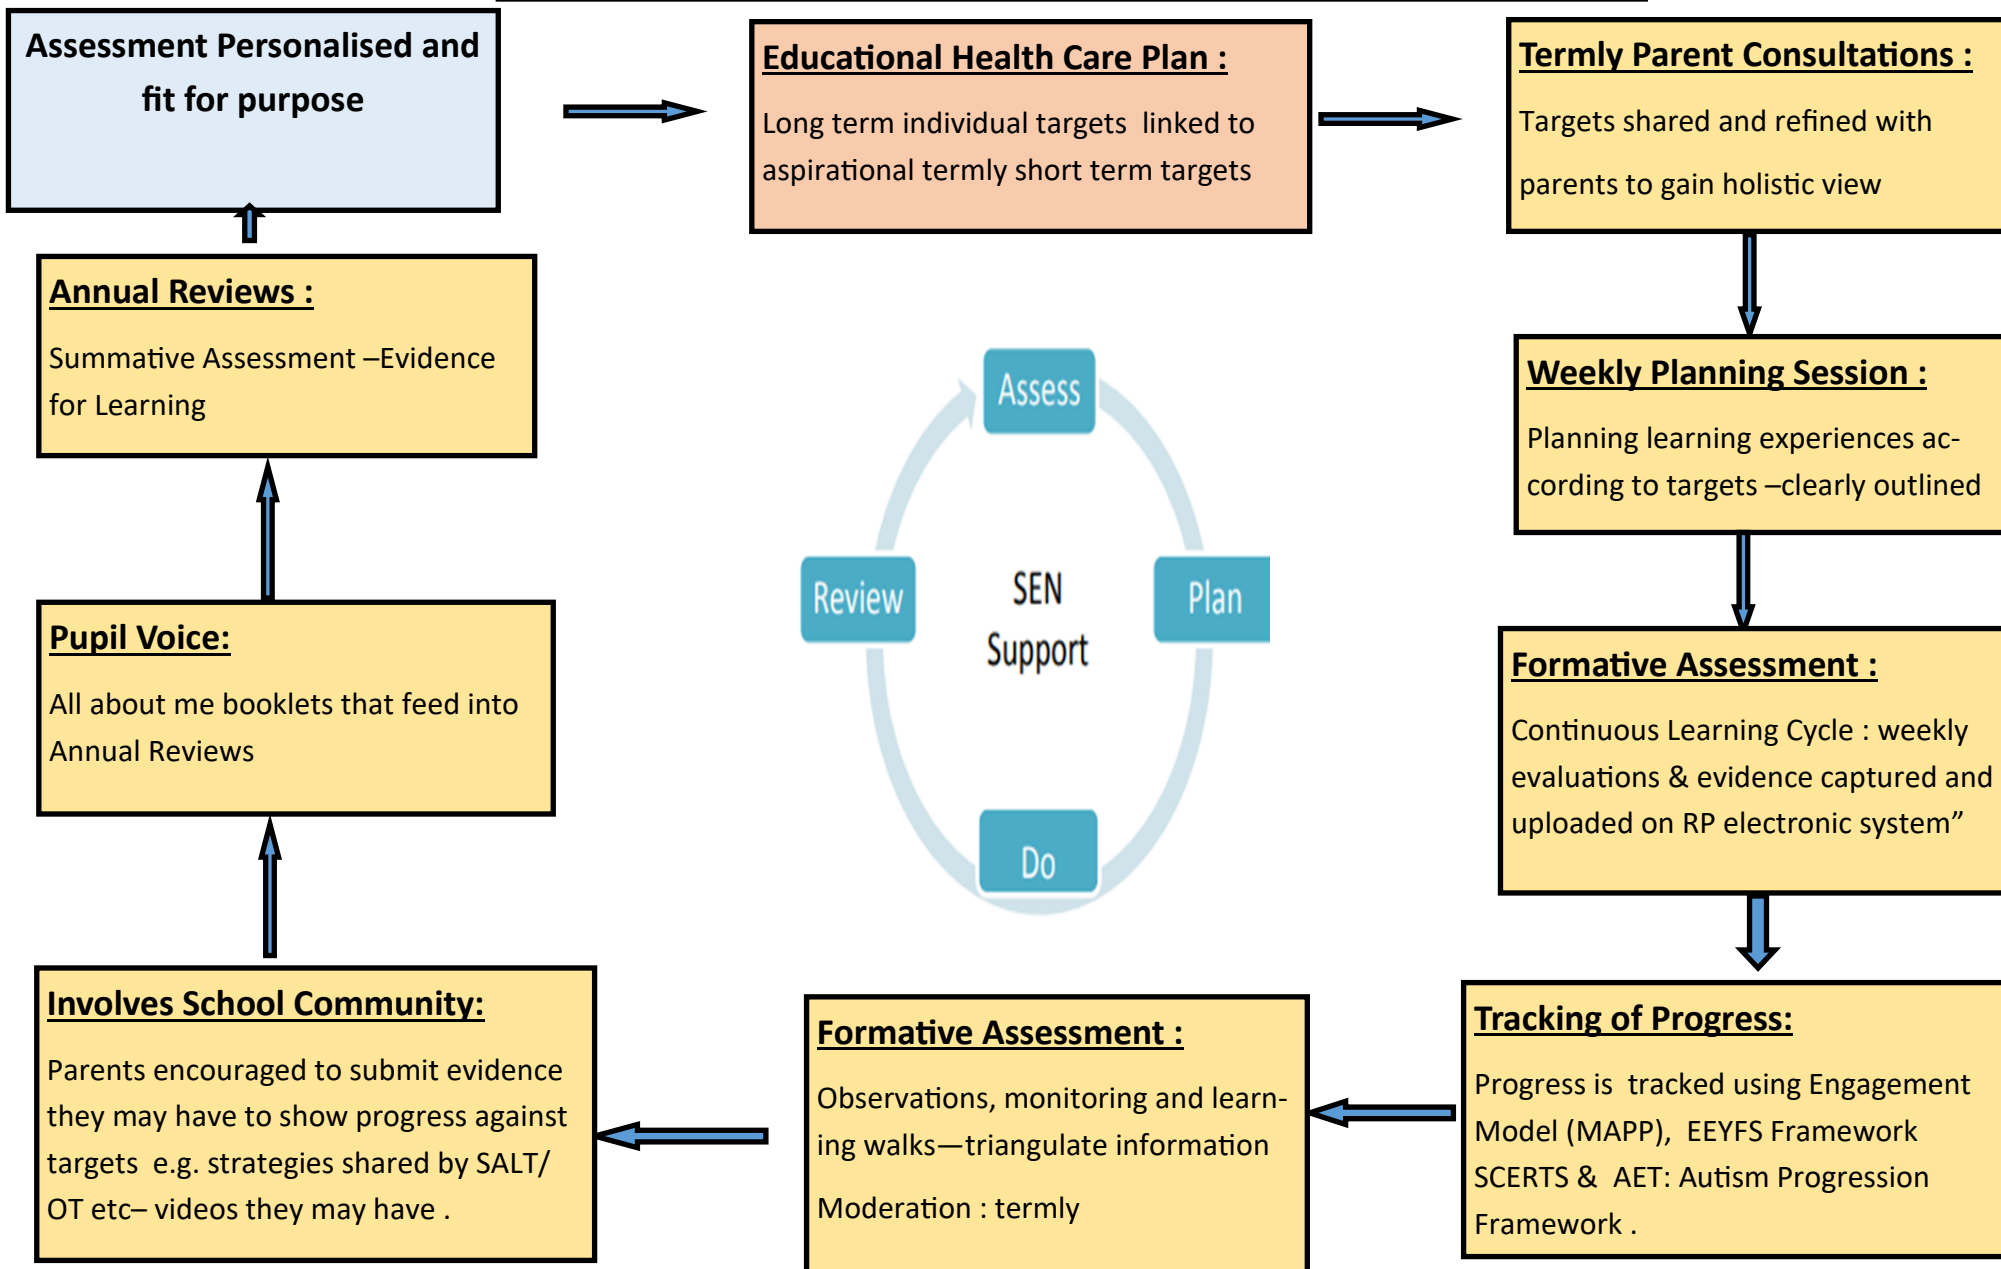 Assessment Personalised and
fit for purpose
Educational Health Care Plan :
Long term individual targets linked to
aspirational termly short term targets
Termly Parent Consultations :
Targets shared and refined with
parents to gain holistic view
Weekly Planning Session :
Planning learning experiences ac-
cording to targets –clearly outlined
Formative Assessment :
Continuous Learning Cycle : weekly
evaluations & evidence captured and
uploaded on RP electronic system”
Tracking of Progress:
Progress is tracked using Engagement
Model (MAPP), EEYFS Framework
SCERTS & AET: Autism Progression
Framework .
Formative Assessment :
Observations, monitoring and learn-
ing walks—triangulate information
Moderation : termly
Involves School Community:
Parents encouraged to submit evidence
they may have to show progress against
targets e.g. strategies shared by SALT/
OT etc– videos they may have .
Pupil Voice:
All about me booklets that feed into
Annual Reviews
Annual Reviews :
Summative Assessment –Evidence
for Learning
Assess
Plan
Do
Review
SEN
Support